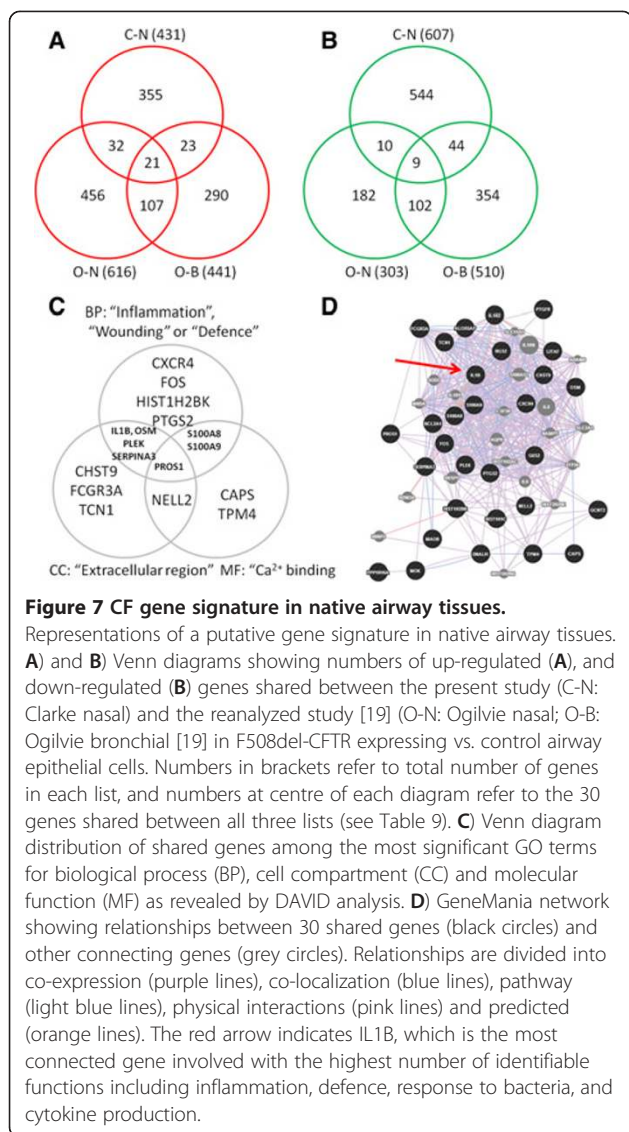 A
C-N (431)
355
32
23
21
456
107
290
O-N (616)
O-B (441)
B
C-N (607)
544
10
44
9
182
102
354
O-N (303)
O-B (510)
C
BP: “Inflammation”,
“Wounding” or “Defence”
CXCR4
FOS
HIST1H2BK
PTGS2
IL1B, OSM
PLEK
SERPINA3
S100A8
S100A9
PROS1
CHST9
FCGR3A
TCN1
NELL2
CAPS
TPM4
CC: “Extracellular region”
MF: “Ca²⁺ binding
D
IL1B
CHST9
TCN1
FOS
PLEK
PTGS2
NELL2
TPM4
CAPS
Figure 7 CF gene signature in native airway tissues.
Representations of a putative gene signature in native airway tissues.
A) and B) Venn diagrams showing numbers of up-regulated (A), and
down-regulated (B) genes shared between the present study (C-N:
Clarke nasal) and the reanalyzed study [19] (O-N: Ogilvie nasal; O-B:
Ogilvie bronchial [19] in F508del-CFTR expressing vs. control airway
epithelial cells. Numbers in brackets refer to total number of genes
in each list, and numbers at centre of each diagram refer to the 30
genes shared between all three lists (see Table 9). C) Venn diagram
distribution of shared genes among the most significant GO terms
for biological process (BP), cell compartment (CC) and molecular
function (MF) as revealed by DAVID analysis. D) GeneMania network
showing relationships between 30 shared genes (black circles) and
other connecting genes (grey circles). Relationships are divided into
co-expression (purple lines), co-localization (blue lines), pathway
(light blue lines), physical interactions (pink lines) and predicted
(orange lines). The red arrow indicates IL1B, which is the most
connected gene involved with the highest number of identifiable
functions including inflammation, defence, response to bacteria, and
cytokine production.